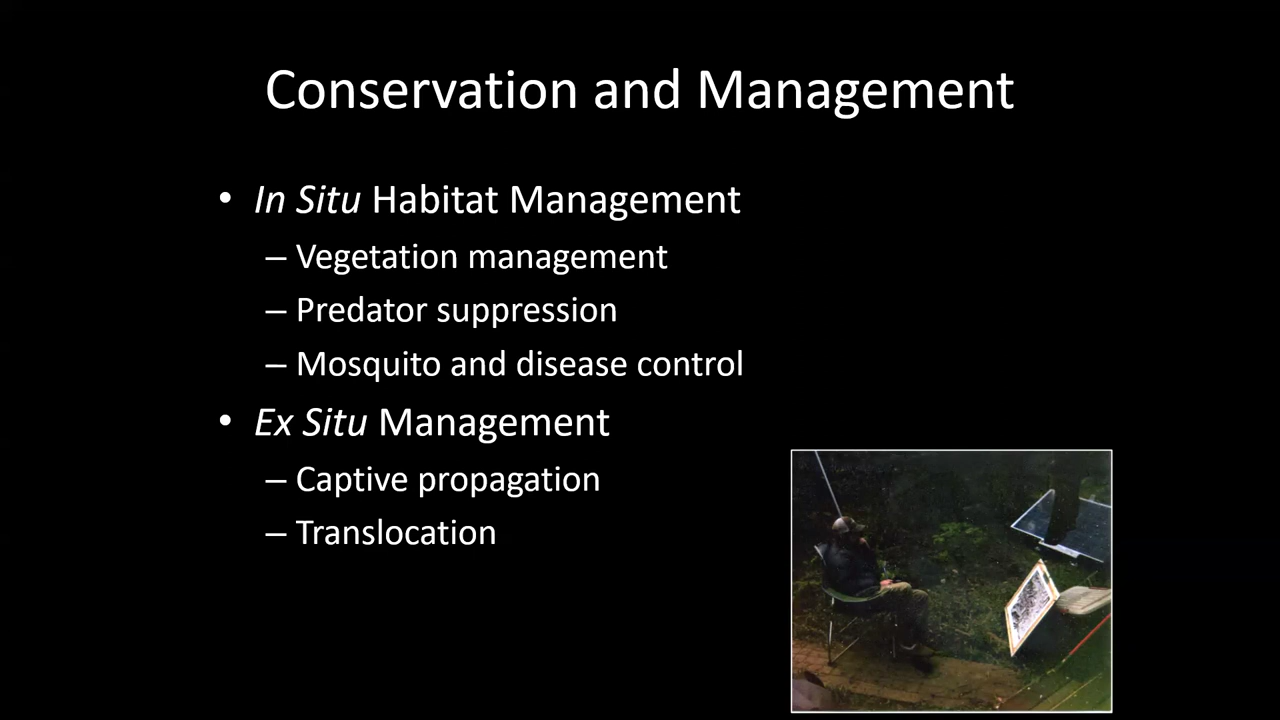 Conservation and Management
• In Situ Habitat Management
– Vegetation management
– Predator suppression
– Mosquito and disease control
• Ex Situ Management
– Captive propagation
– Translocation